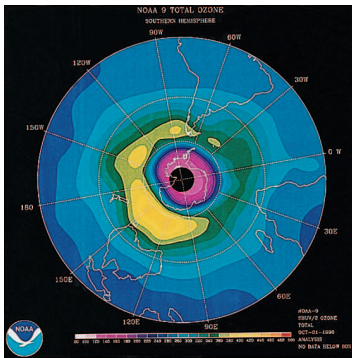 NOAA 9 TOTAL OZONE
SOUTHERN HEMISPHERE
90W
120W
60W
150W
30W
180
0 W
150E
30E
120E
90E
60E
NOAA
NOAA-9
SBUV/2 OZONE
TOTAL
OCT-01-1990
ANALYSIS
NO DATA BELOW 80S